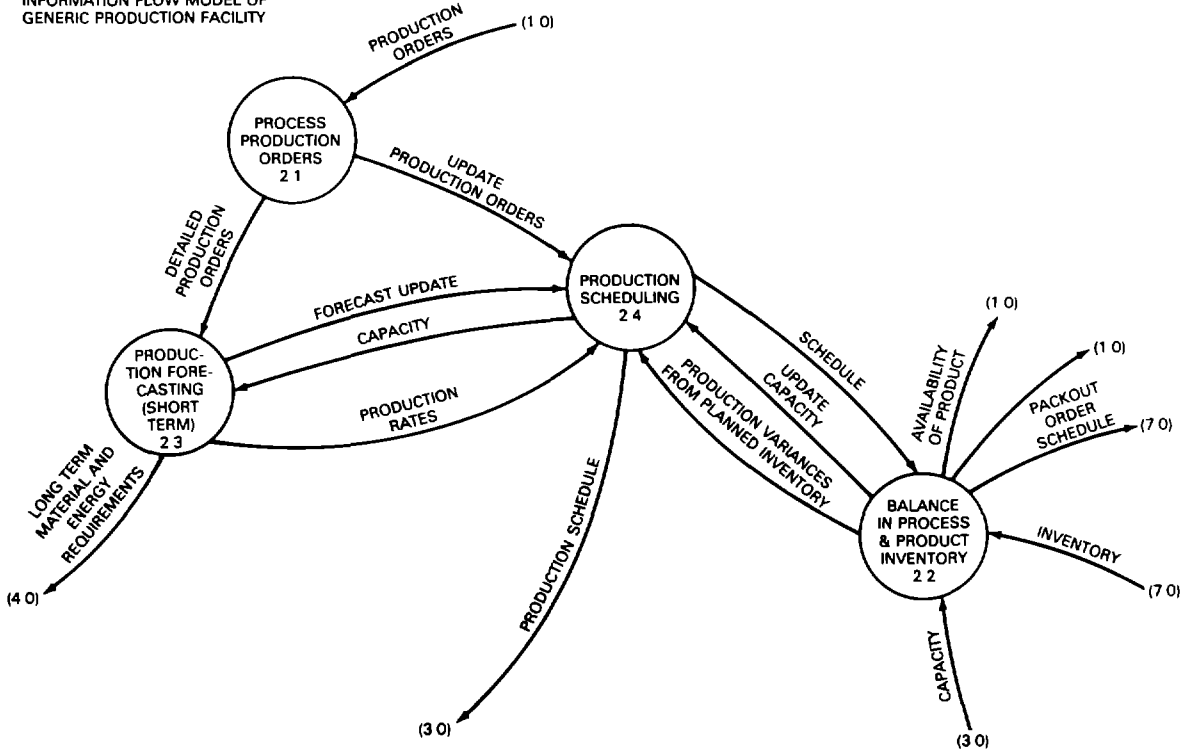 INFORMATION FLOW MODEL OF
GENERIC PRODUCTION FACILITY
PRODUCTION
ORDERS
(1 0)
PROCESS
PRODUCTION
ORDERS
2 1
UPDATE
PRODUCTION ORDERS
DETAILED
PRODUCTION
ORDERS
PRODUCTION
SCHEDULING
2 4
FORECAST UPDATE
CAPACITY
PRODUCTION
RATES
PRODUC-
TION FORE-
CASTING
(SHORT
TERM)
2 3
LONG TERM
MATERIAL AND
ENERGY
REQUIREMENTS
(4 0)
PRODUCTION SCHEDULE
(3 0)
SCHEDULE
UPDATE
CAPACITY
PRODUCTION VARIANCES
FROM PLANNED INVENTORY
AVAILABILITY
OF PRODUCT
(1 0)
(1 0)
PACKOUT
ORDER
SCHEDULE
(7 0)
BALANCE
IN PROCESS
& PRODUCT
INVENTORY
2 2
INVENTORY
(7 0)
CAPACITY
(3 0)